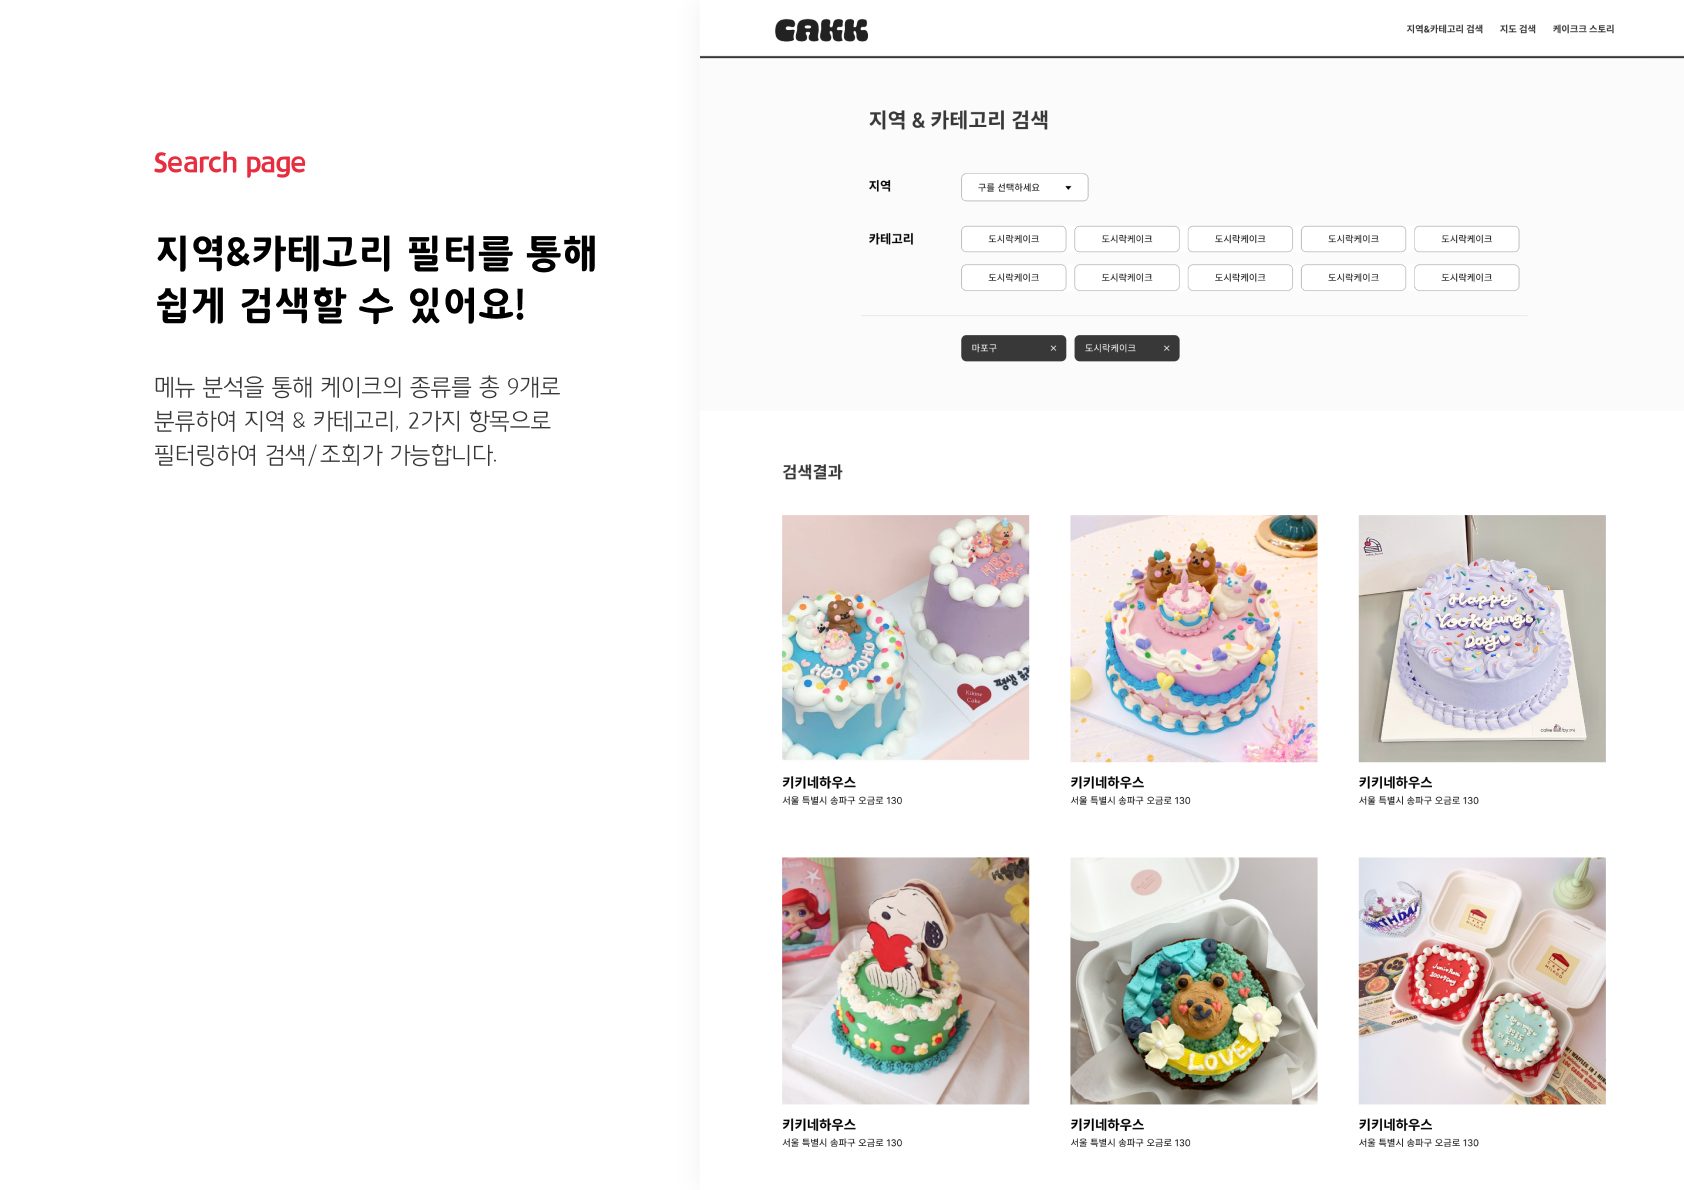 Search page
지역&카테고리 필터를 통해
쉽게 검색할 수 있어요!
메뉴 분석을 통해 케이크의 종류를 총 9개로
분류하여 지역 & 카테고리, 2가지 항목으로
필터링하여 검색/조회가 가능합니다.
CAKK
지역&카테고리 검색 지도 검색 케이크크 스토리
지역 & 카테고리 검색
지역 구를 선택하세요
카테고리 도시락케이크 도시락케이크 도시락케이크 도시락케이크 도시락케이크
도시락케이크 도시락케이크 도시락케이크 도시락케이크 도시락케이크
마포구 × 도시락케이크 ×
검색결과
HBD
HBD DOHO
Kikine
Cake
평생
Happy
Yookyung's
Day
키키네하우스 키키네하우스 키키네하우스
서울 특별시 송파구 오금로 130 서울 특별시 송파구 오금로 130 서울 특별시 송파구 오금로 130
LOVE
키키네하우스 키키네하우스 키키네하우스
서울 특별시 송파구 오금로 130 서울 특별시 송파구 오금로 130 서울 특별시 송파구 오금로 130